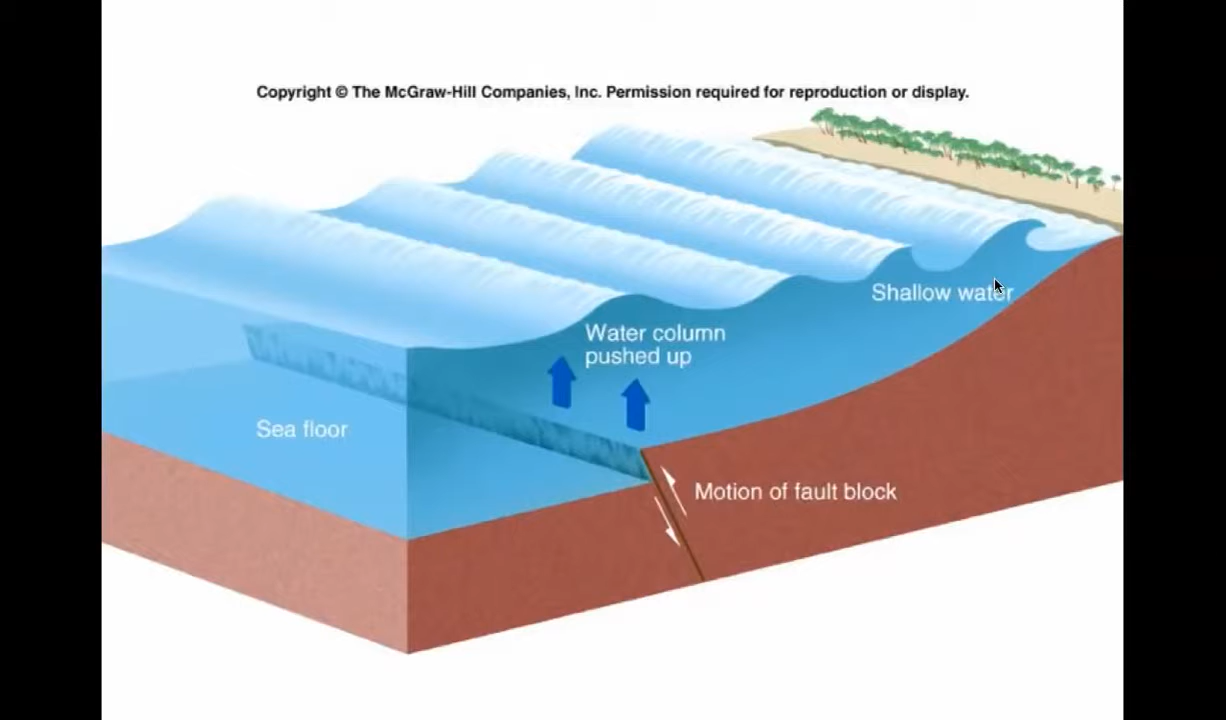 Copyright © The McGraw-Hill Companies, Inc. Permission required for reproduction or display.
Shallow water
Water column
pushed up
Sea floor
Motion of fault block